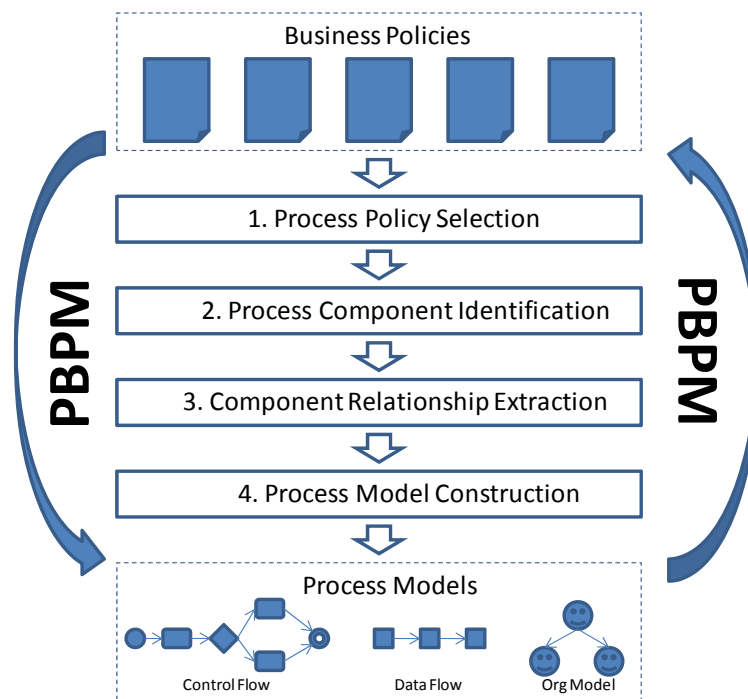 Business Policies
1. Process Policy Selection
2. Process Component Identification
3. Component Relationship Extraction
4. Process Model Construction
PBPM
PBPM
Process Models
Control Flow
Data Flow
Org Model